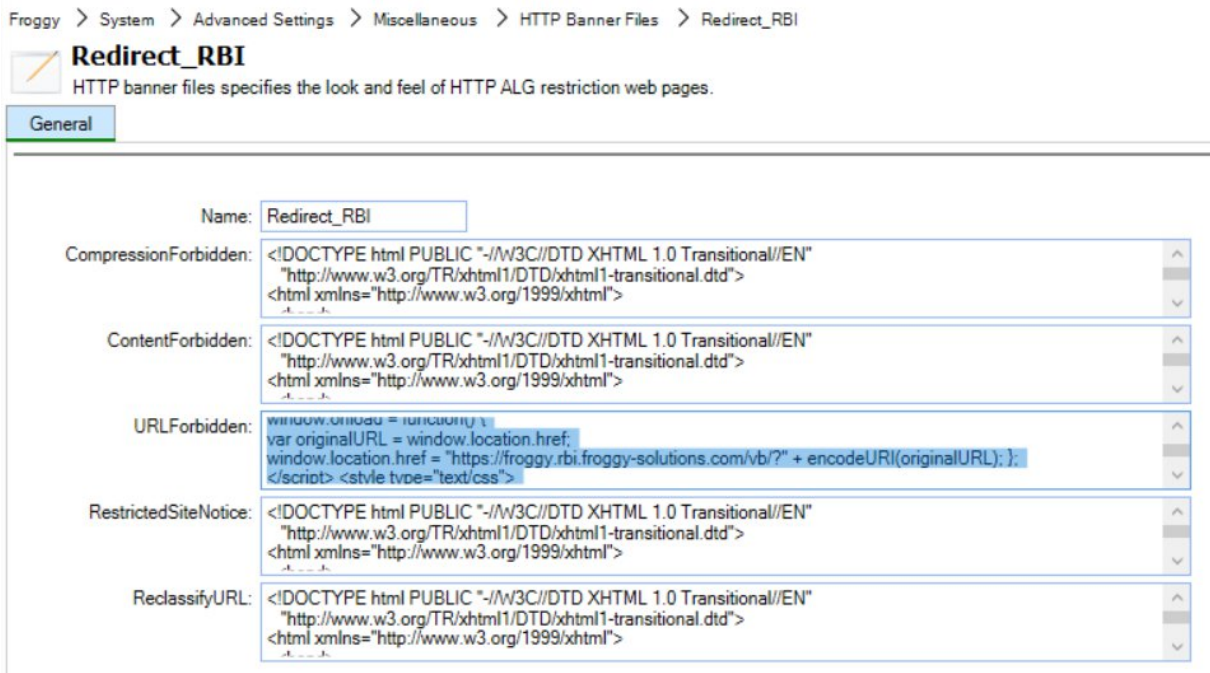 Froggy > System > Advanced Settings > Miscellaneous > HTTP Banner Files > Redirect_RBI
Redirect_RBI
HTTP banner files specifies the look and feel of HTTP ALG restriction web pages.
General
Name: Redirect_RBI
CompressionForbidden: <!DOCTYPE html PUBLIC "-//W3C//DTD XHTML 1.0 Transitional//EN"
"http://www.w3.org/TR/xhtml1/DTD/xhtml1-transitional.dtd">
<html xmlns="http://www.w3.org/1999/xhtml">
ContentForbidden: <!DOCTYPE html PUBLIC "-//W3C//DTD XHTML 1.0 Transitional//EN"
"http://www.w3.org/TR/xhtml1/DTD/xhtml1-transitional.dtd">
<html xmlns="http://www.w3.org/1999/xhtml">
URLForbidden: window.onload = function() {
var originalURL = window.location.href;
window.location.href = "https://froggy.rbi.froggy-solutions.com/vb/?" + encodeURI(originalURL); };
</script> <style type="text/css">
RestrictedSiteNotice: <!DOCTYPE html PUBLIC "-//W3C//DTD XHTML 1.0 Transitional//EN"
"http://www.w3.org/TR/xhtml1/DTD/xhtml1-transitional.dtd">
<html xmlns="http://www.w3.org/1999/xhtml">
ReclassifyURL: <!DOCTYPE html PUBLIC "-//W3C//DTD XHTML 1.0 Transitional//EN"
"http://www.w3.org/TR/xhtml1/DTD/xhtml1-transitional.dtd">
<html xmlns="http://www.w3.org/1999/xhtml">